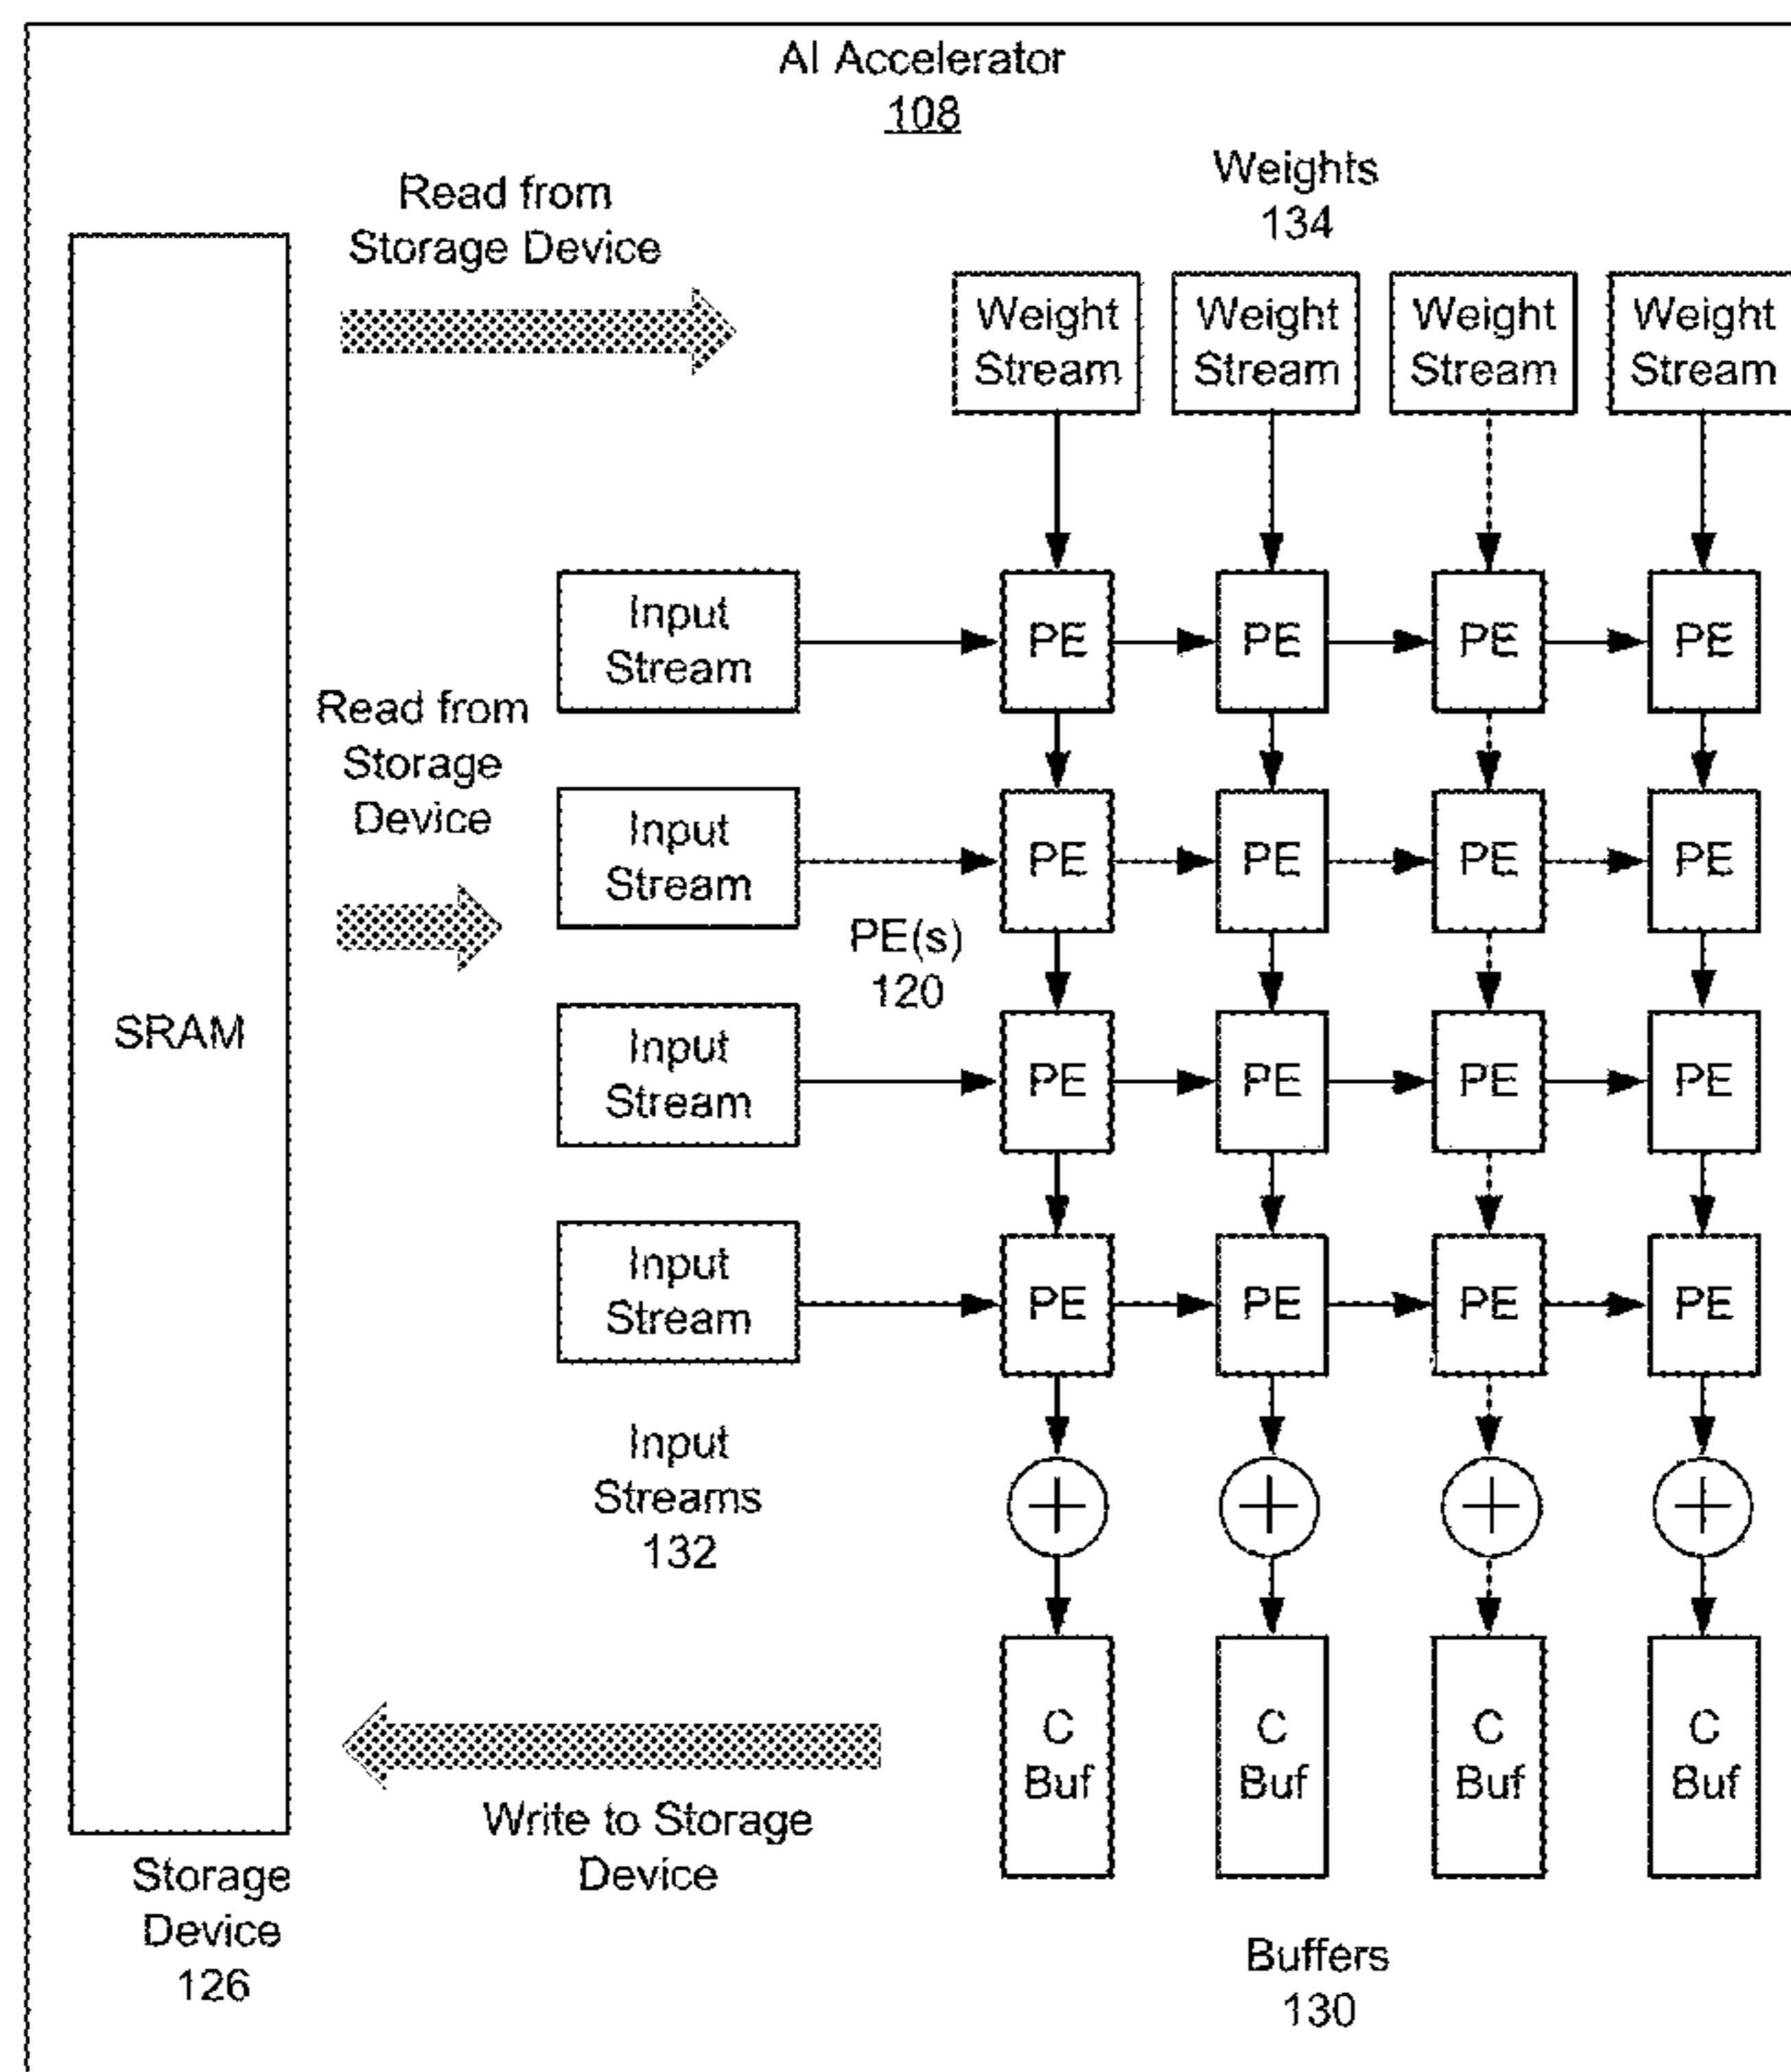 AI Accelerator
108
Read from
Storage Device
Weights
134
Weight
Stream
Weight
Stream
Weight
Stream
Weight
Stream
Input
Stream
PE
PE
PE
PE
Read from
Storage
Device
Input
Stream
PE
PE
PE
PE
PE(s)
120
SRAM
Input
Stream
PE
PE
PE
PE
Input
Stream
PE
PE
PE
PE
Input
Streams
132
+
+
+
+
C
Buf
C
Buf
C
Buf
C
Buf
Write to Storage
Device
Storage
Device
126
Buffers
130